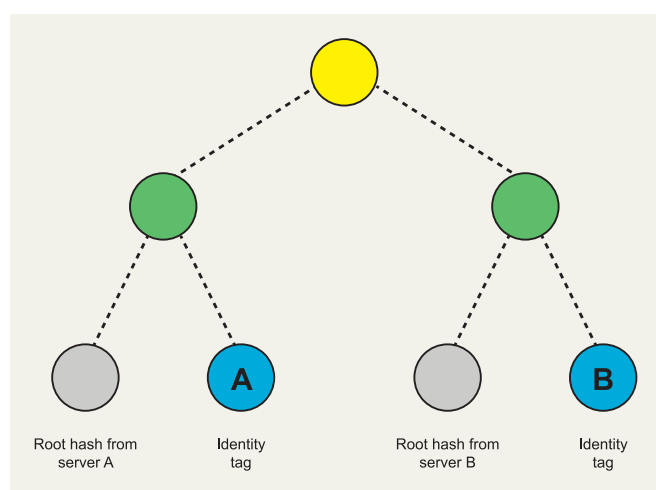 A
B
Root hash from
server A
Identity
tag
Root hash from
server B
Identity
tag